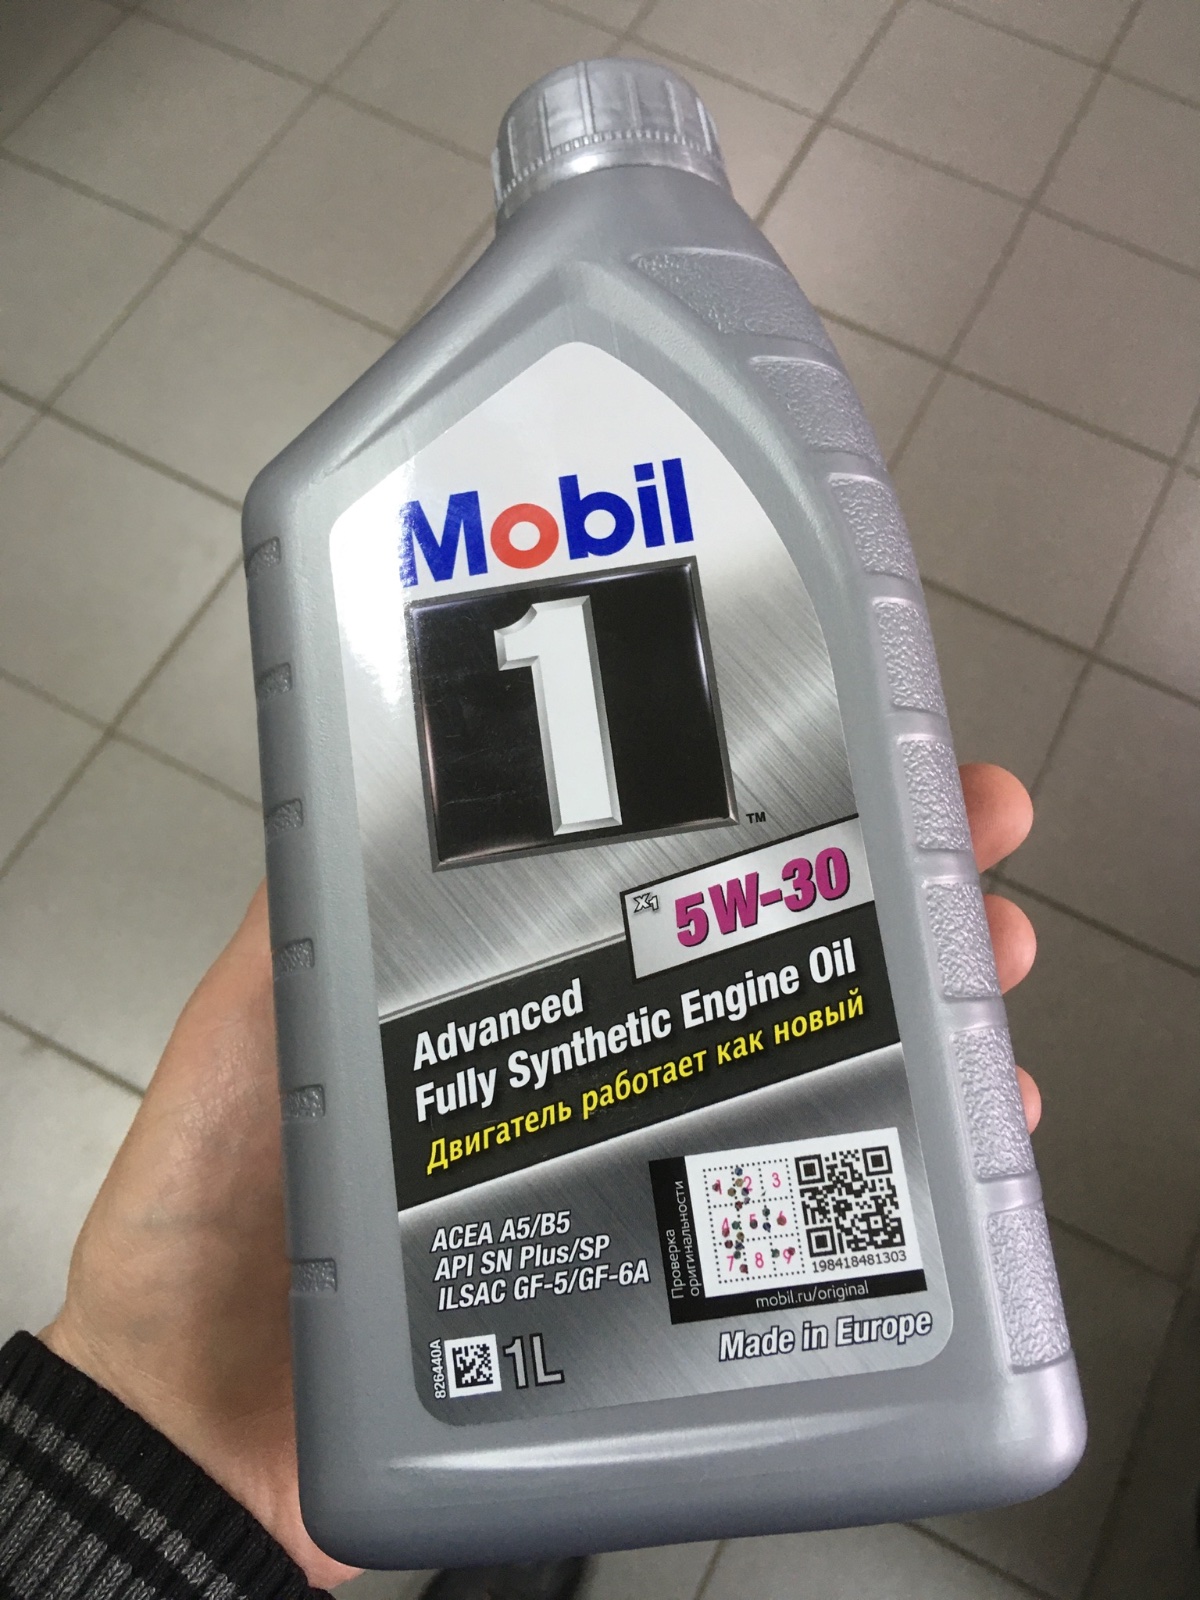 Mobil
1
TM
X1
5W-30
Advanced
Fully Synthetic Engine Oil
Двигатель работает как новый
ACEA A5/B5
API SN Plus/SP
ILSAC GF-5/GF-6A
826440A
1L
Проверка
оригинальности
1 2 3
4 5 6
7 8 9
198418481303
mobil.ru/original
Made in Europe